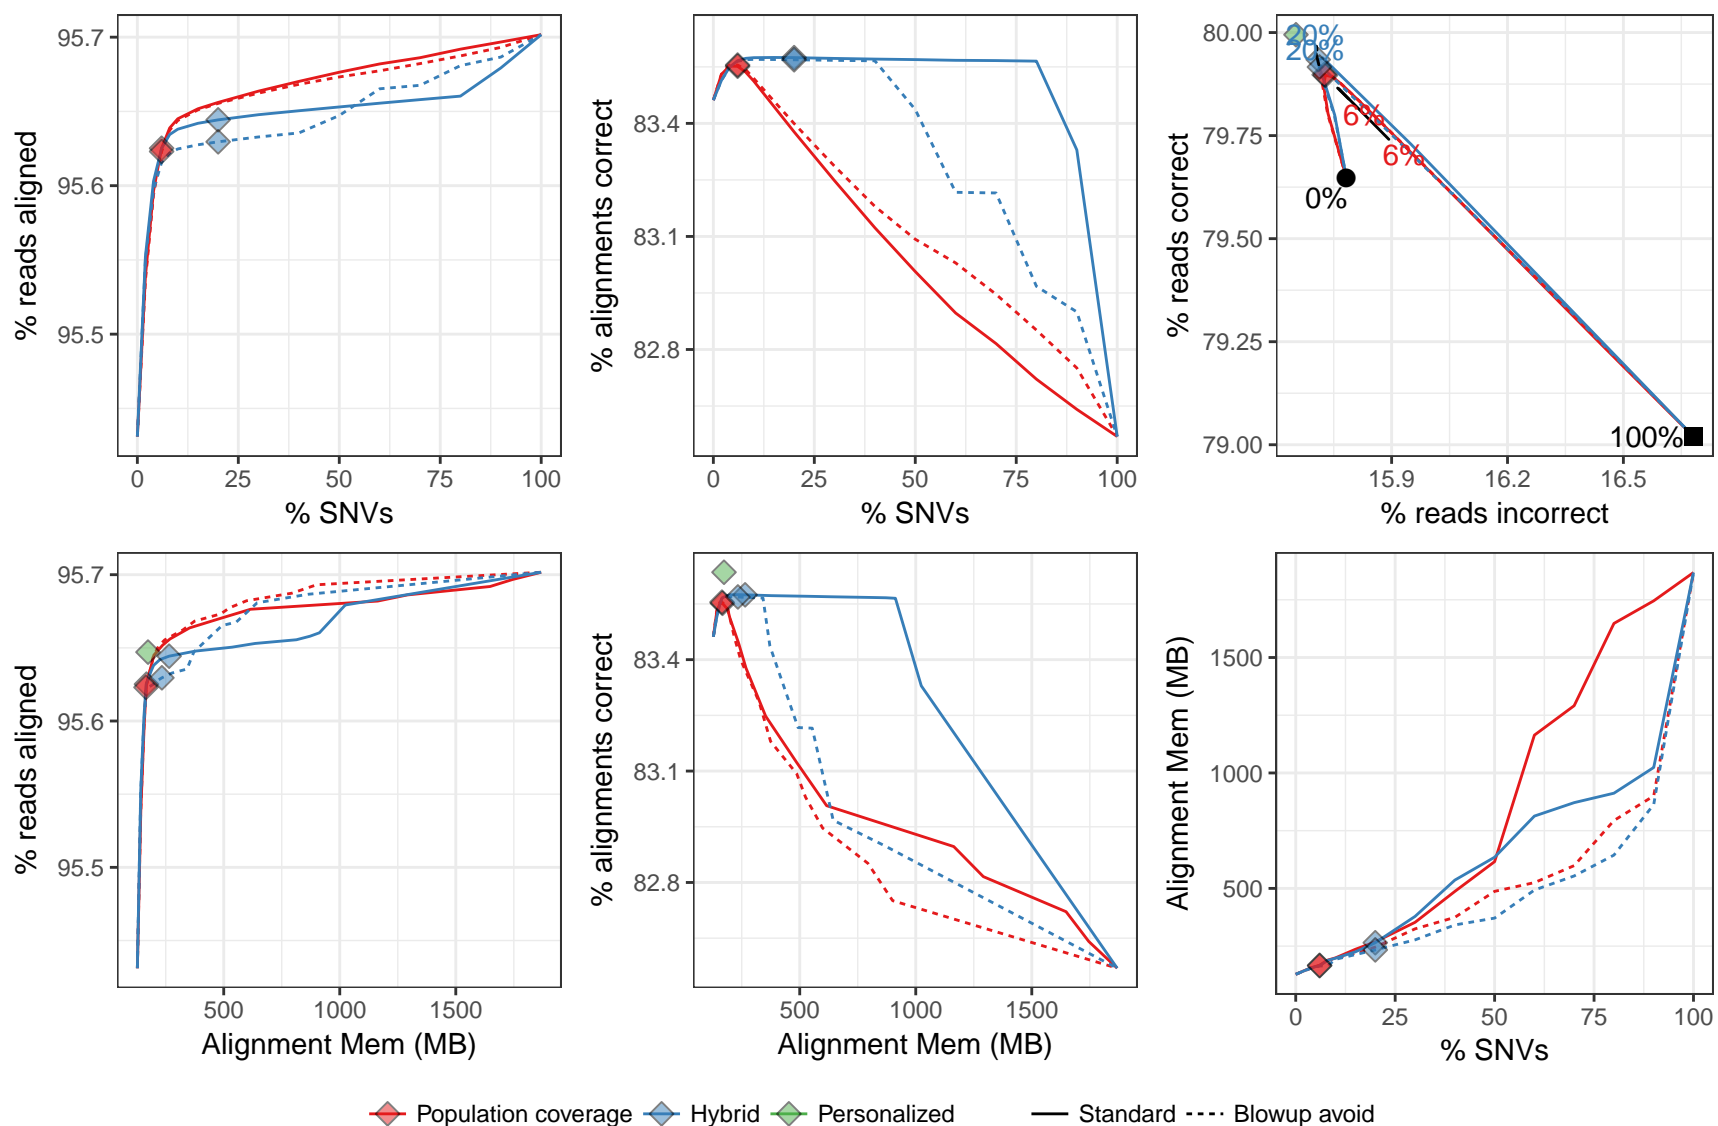 95.7
95.6
95.5
% reads aligned
0
25
50
75
100
% SNVs
83.4
83.1
82.8
% alignments correct
0
25
50
75
100
% SNVs
80.00
79.75
79.50
79.25
79.00
% reads correct
20%
20%
6%
6%
0%
100%
15.9
16.2
16.5
% reads incorrect
95.7
95.6
95.5
% reads aligned
500
1000
1500
Alignment Mem (MB)
83.4
83.1
82.8
% alignments correct
500
1000
1500
Alignment Mem (MB)
1500
1000
500
Alignment Mem (MB)
0
25
50
75
100
% SNVs
Population coverage
Hybrid
Personalized
Standard
Blowup avoid